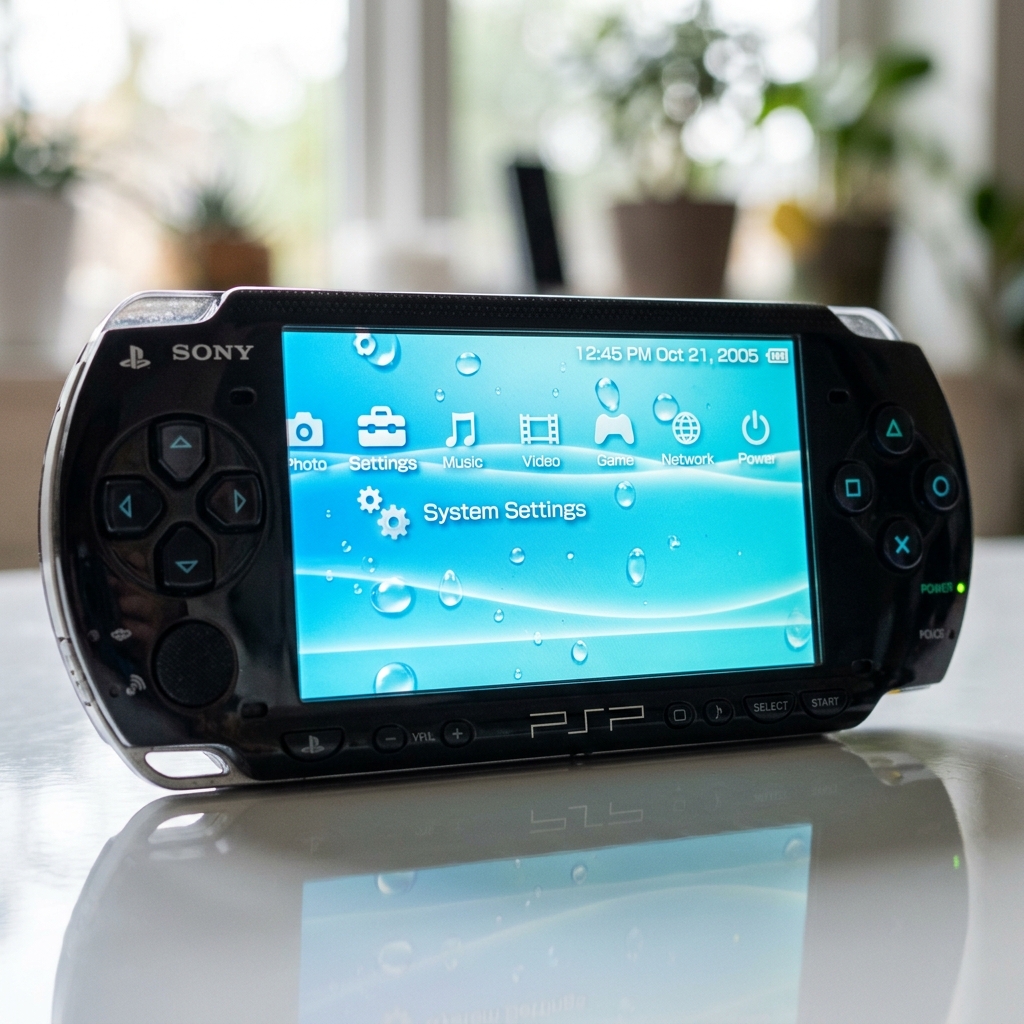 SONY
12:45 PM Oct 21, 2005
Photo Settings Music Video Game Network Power
System Settings
POWER
VRL
PSP
SELECT
START